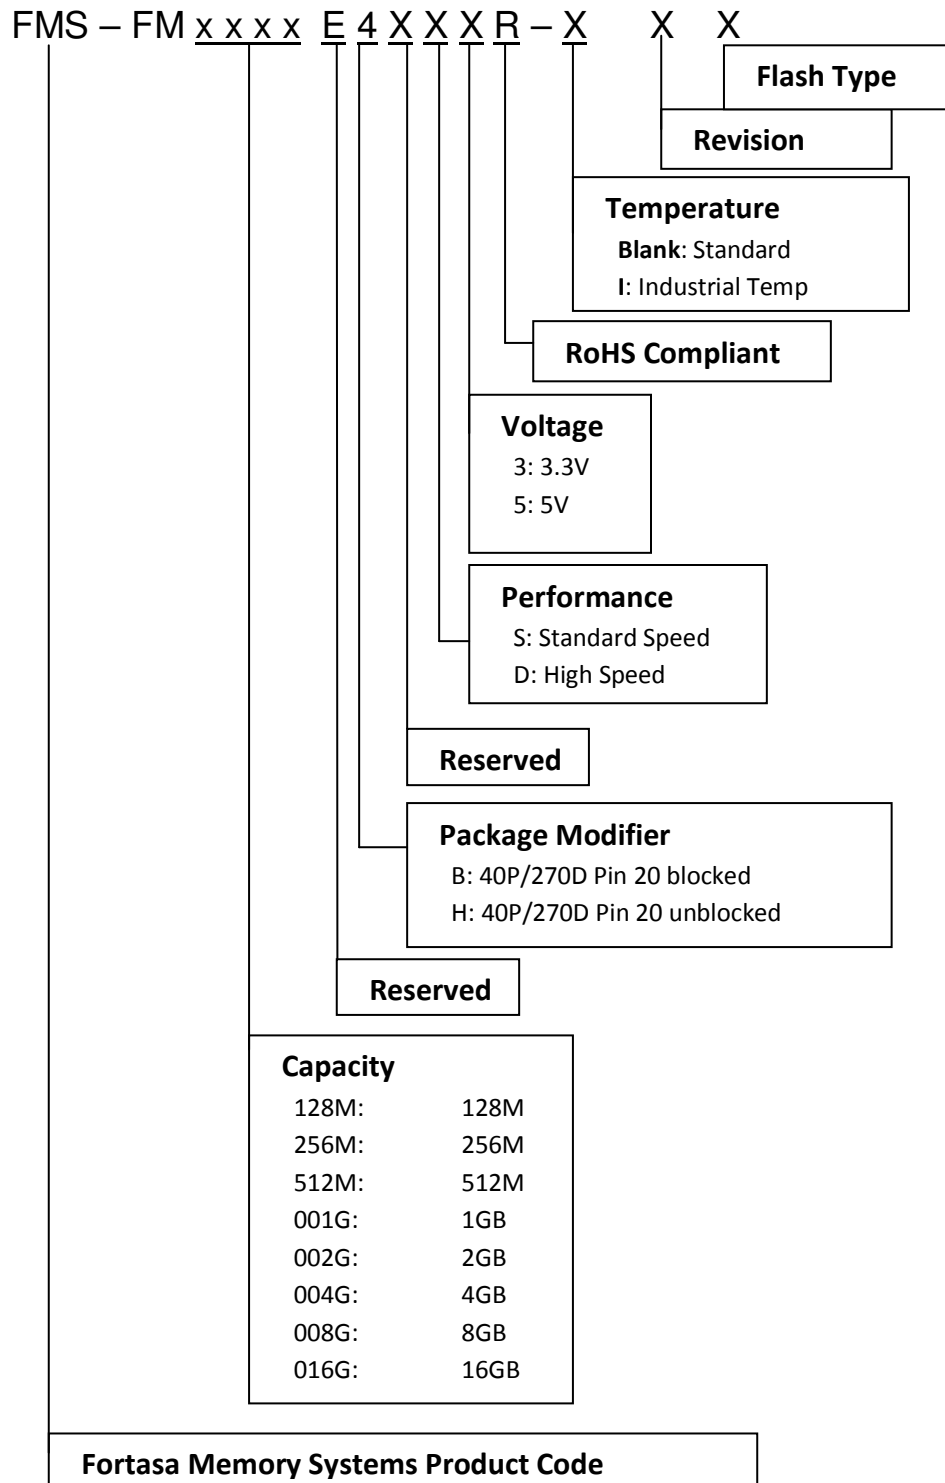 FMS – FM x x x x E 4 X X X R – X X X
Flash Type
Revision
Temperature
Blank: Standard
I: Industrial Temp
RoHS Compliant
Voltage
3: 3.3V
5: 5V
Performance
S: Standard Speed
D: High Speed
Reserved
Package Modifier
B: 40P/270D Pin 20 blocked
H: 40P/270D Pin 20 unblocked
Reserved
Capacity
128M: 128M
256M: 256M
512M: 512M
001G: 1GB
002G: 2GB
004G: 4GB
008G: 8GB
016G: 16GB
Fortasa Memory Systems Product Code